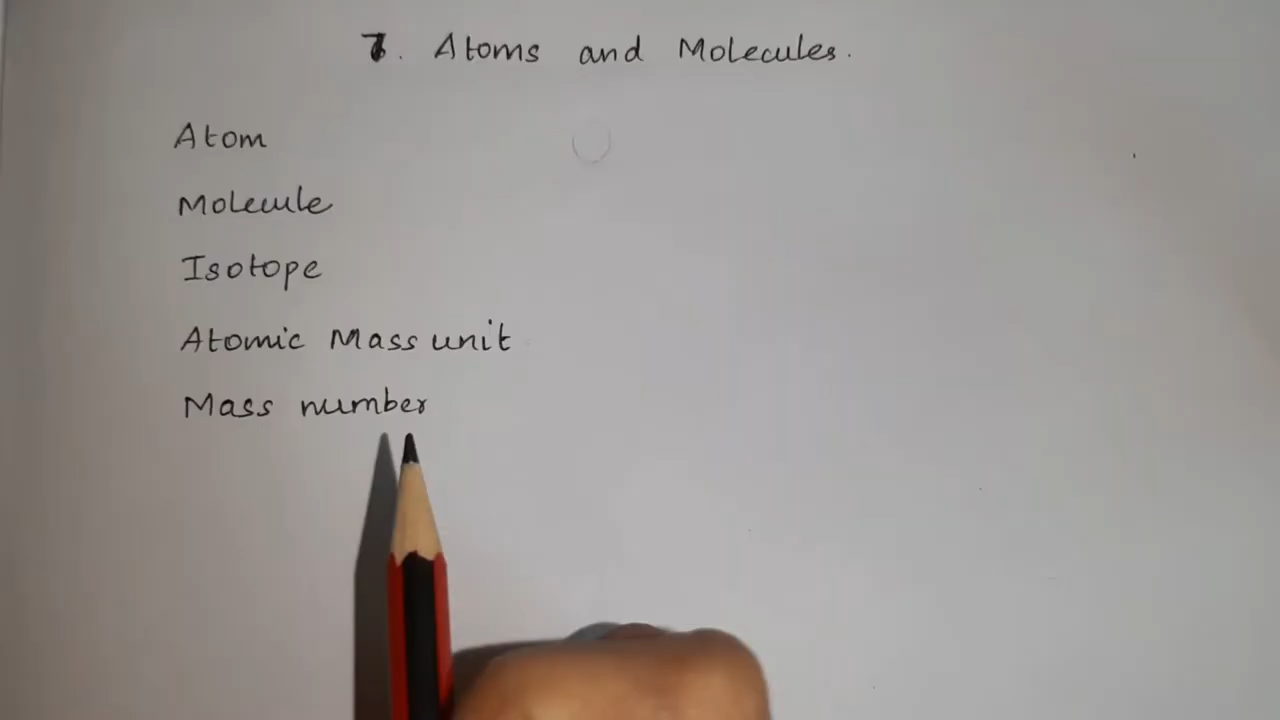 7. Atoms and Molecules.
Atom
Molecule
Isotope
Atomic Mass unit
Mass number